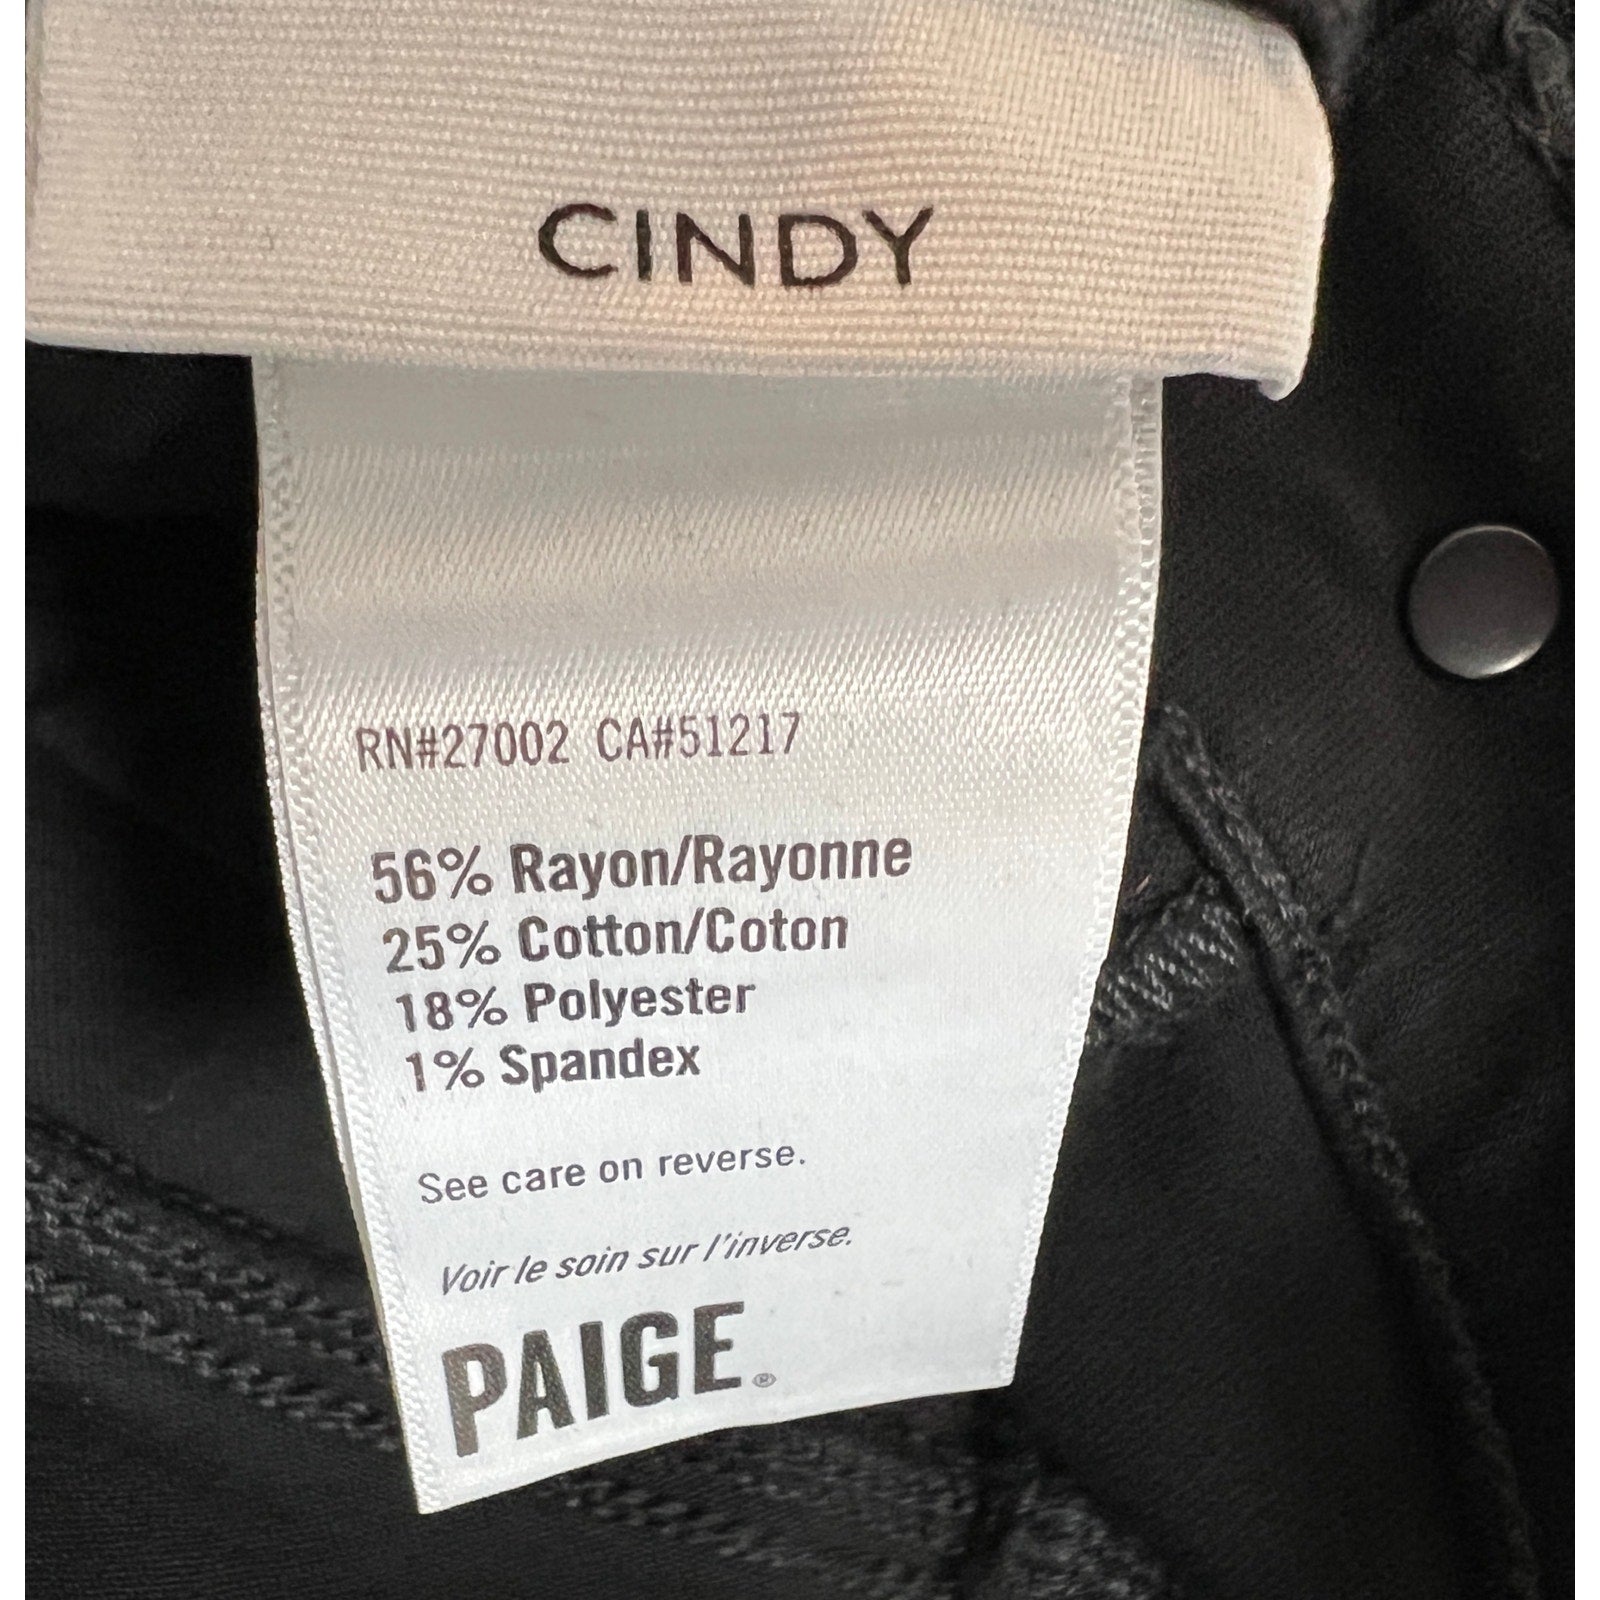 CINDY
RN#27002 CA#51217
56% Rayon/Rayonne
25% Cotton/Coton
18% Polyester
1% Spandex
See care on reverse.
Voir le soin sur l'inverse.
PAIGE®